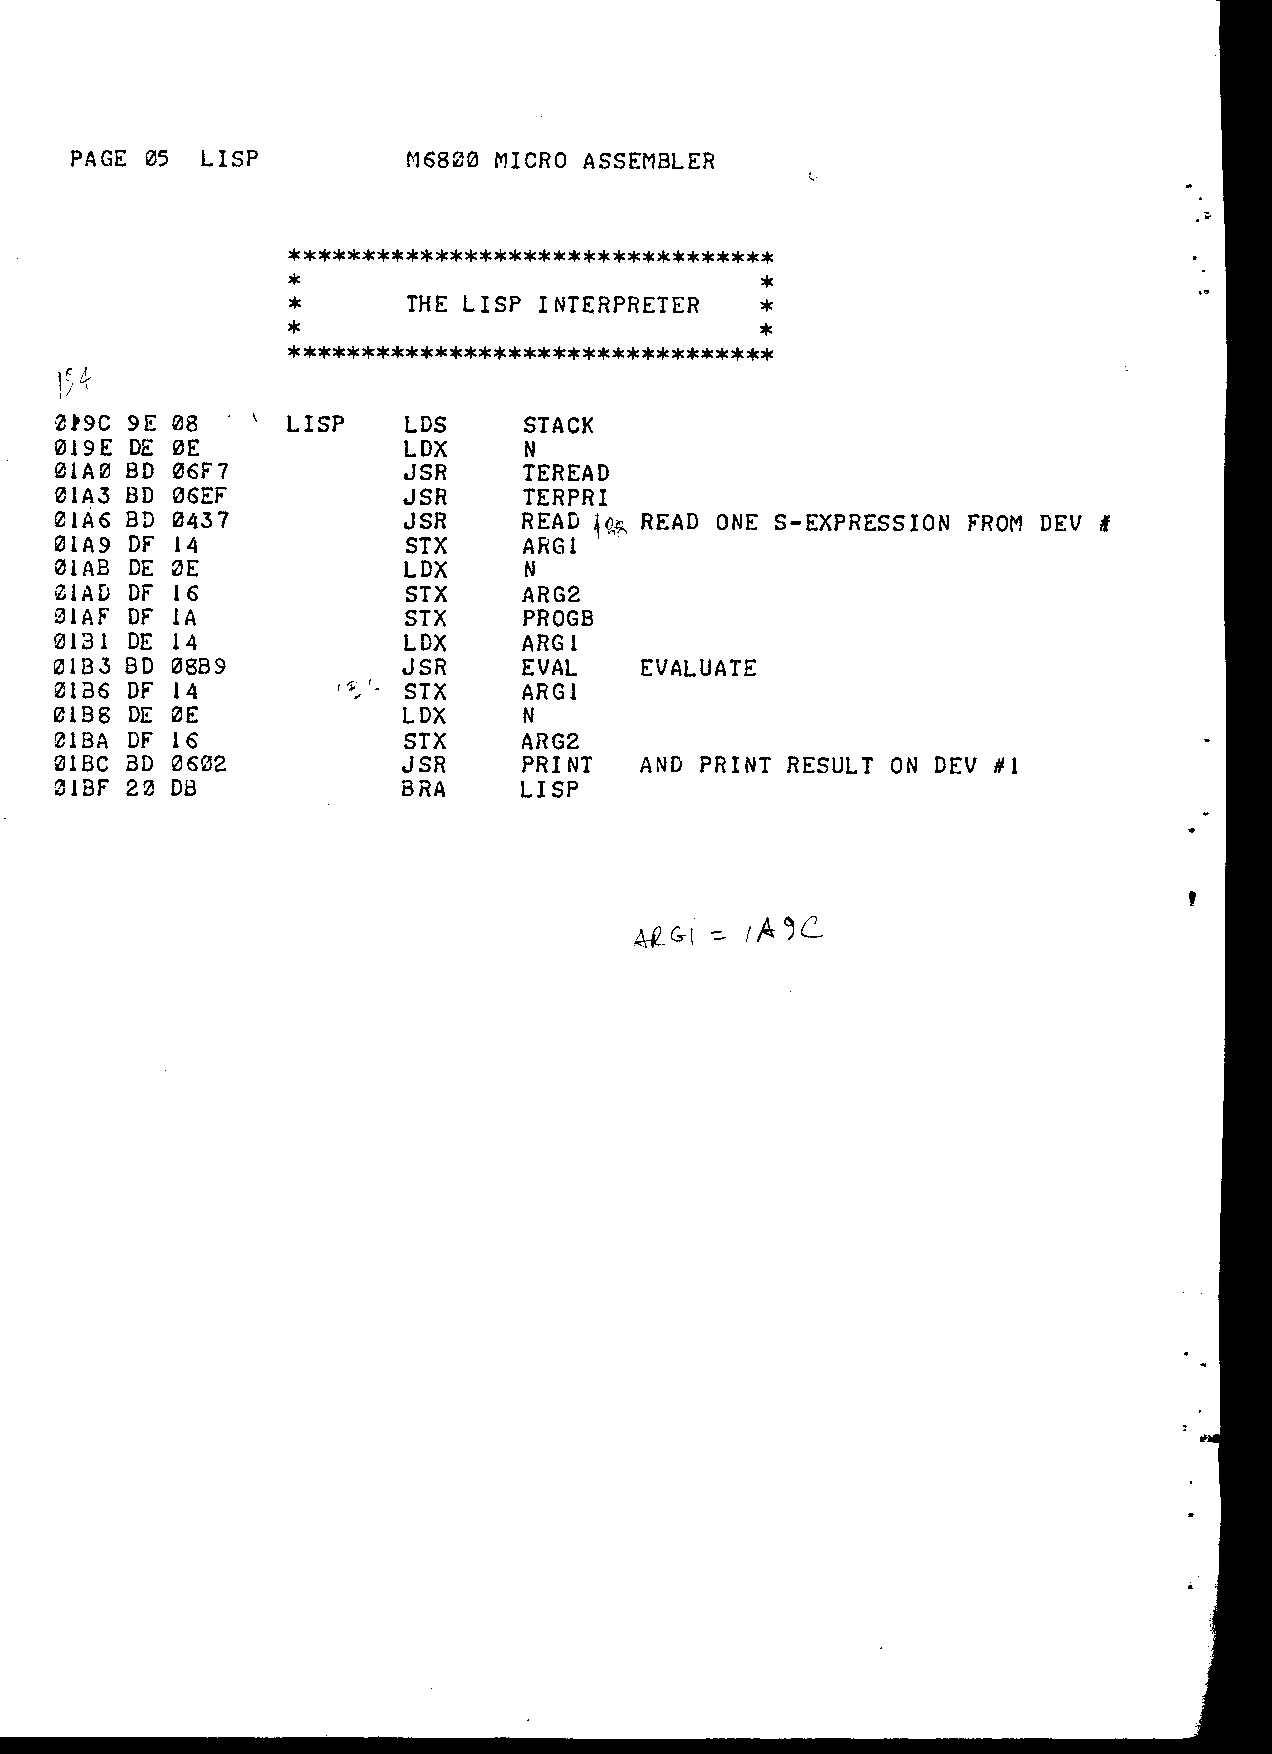 PAGE 05 LISP M6800 MICRO ASSEMBLER
*********************************
* *
* THE LISP INTERPRETER *
* *
*********************************
154
019C 9E 08 LISP LDS STACK
019E DE 0E LDX N
01A0 BD 06F7 JSR TEREAD
01A3 BD 06EF JSR TERPRI
01A6 BD 0437 JSR READ READ ONE S-EXPRESSION FROM DEV #
01A9 DF 14 STX ARG1
01AB DE 0E LDX N
01AD DF 16 STX ARG2
01AF DF 1A STX PROGB
01B1 DE 14 LDX ARG1
01B3 BD 08B9 JSR EVAL EVALUATE
01B6 DF 14 STX ARG1
01B8 DE 0E LDX N
01BA DF 16 STX ARG2
01BC BD 0602 JSR PRINT AND PRINT RESULT ON DEV #1
01BF 20 DB BRA LISP
ARG1 = 1A9C